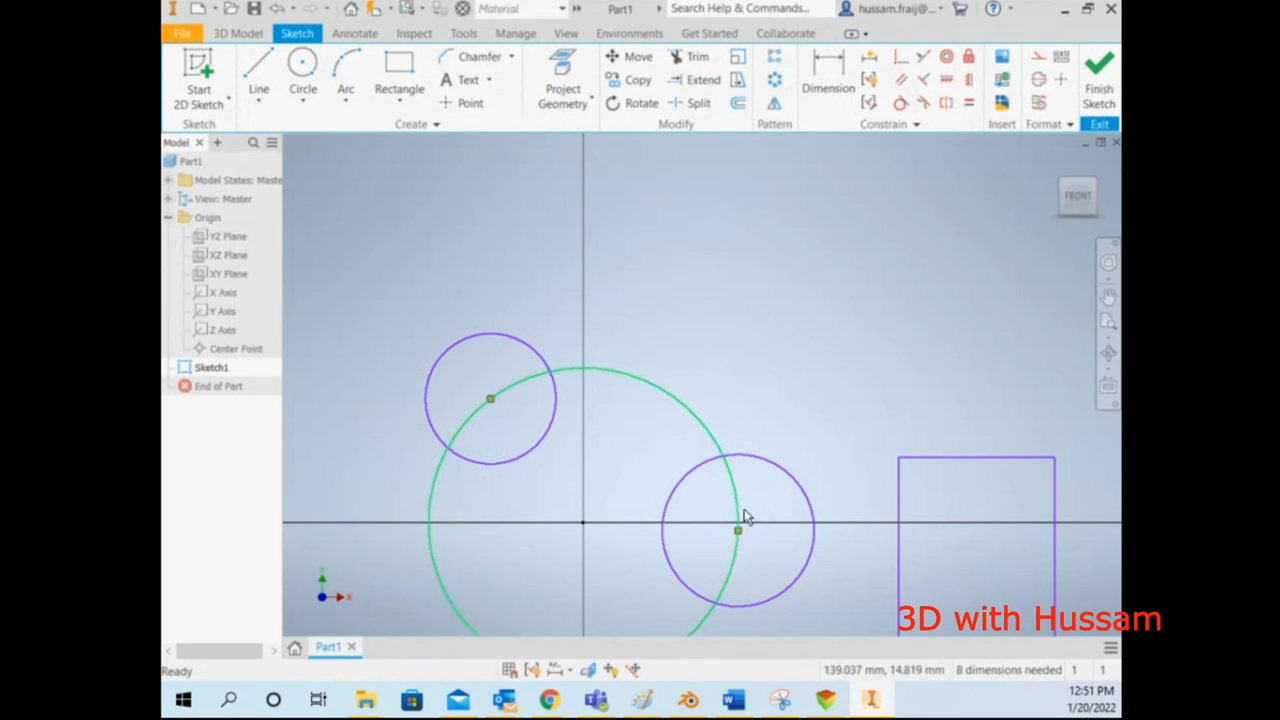 Material
Part1
Search Help & Commands...
hussam.fraij@...
File
3D Model
Sketch
Annotate
Inspect
Tools
Manage
View
Environments
Get Started
Collaborate
Start
2D Sketch
Line
Circle
Arc
Rectangle
Chamfer
Text
Point
Project
Geometry
Move
Copy
Rotate
Trim
Extend
Split
Dimension
Finish
Sketch
Sketch
Create
Modify
Pattern
Constrain
Insert
Format
Exit
Model
Part1
Model States: Maste
View: Master
Origin
YZ Plane
XZ Plane
XY Plane
X Axis
Y Axis
Z Axis
Center Point
Sketch1
End of Part
FRONT
Y
X
3D with Hussam
Part1
Ready
139.037 mm, 14.819 mm
8 dimensions needed
1
1
12:51 PM
1/20/2022